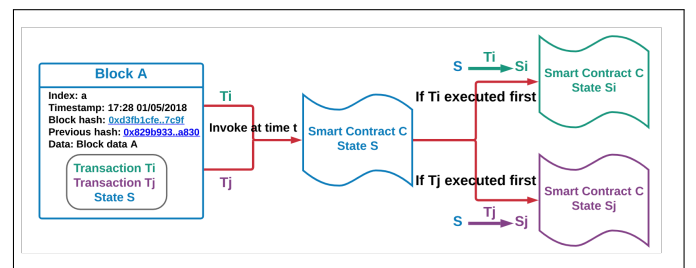 Block A
Index: a
Timestamp: 17:28 01/05/2018
Block hash: 0xd3fb1cfe..7c9f
Previous hash: 0x829b933..a830
Data: Block data A
Transaction Ti
Transaction Tj
State S
Ti
Invoke at time t
Tj
Smart Contract C
State S
S Ti Si
If Ti executed first
Smart Contract C
State Si
If Tj executed first
S Tj Sj
Smart Contract C
State Sj